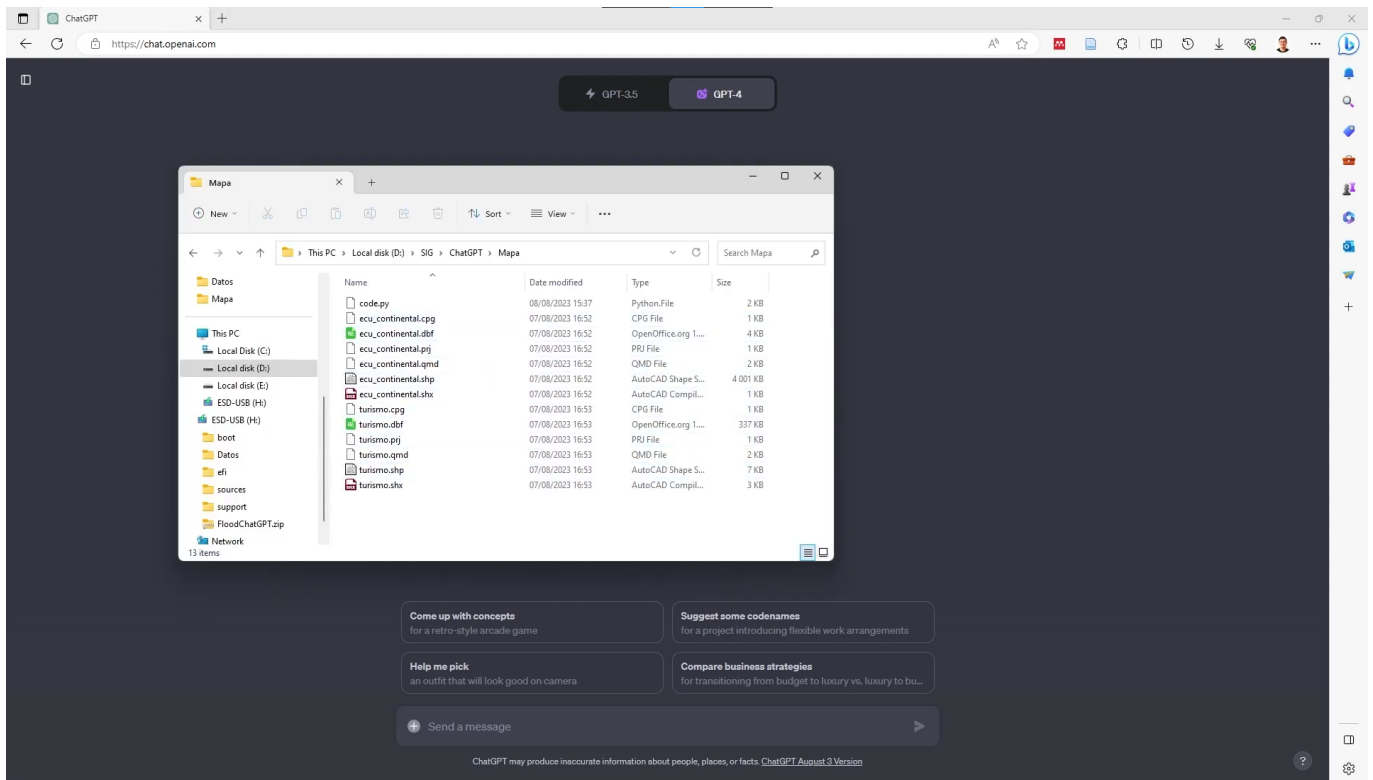 ChatGPT
https://chat.openai.com
GPT-3.5
GPT-4
Mapa
New
Sort
View
This PC > Local disk (D:) > SIG > ChatGPT > Mapa
Search Mapa
Datos
Mapa
This PC
Local Disk (C:)
Local disk (D:)
Local disk (E:)
ESD-USB (H:)
ESD-USB (H:)
boot
Datos
efi
sources
support
FloodChatGPT.zip
Network
Name Date modified Type Size
code.py 08/08/2023 15:37 Python.File 2 KB
ecu_continental.cpg 07/08/2023 16:52 CPG File 1 KB
ecu_continental.dbf 07/08/2023 16:52 OpenOffice.org 1.... 4 KB
ecu_continental.prj 07/08/2023 16:52 PRJ File 1 KB
ecu_continental.qmd 07/08/2023 16:52 QMD File 2 KB
ecu_continental.shp 07/08/2023 16:52 AutoCAD Shape S... 4 001 KB
ecu_continental.shx 07/08/2023 16:52 AutoCAD Compil... 1 KB
turismo.cpg 07/08/2023 16:53 CPG File 1 KB
turismo.dbf 07/08/2023 16:53 OpenOffice.org 1.... 337 KB
turismo.prj 07/08/2023 16:53 PRJ File 1 KB
turismo.qmd 07/08/2023 16:53 QMD File 2 KB
turismo.shp 07/08/2023 16:53 AutoCAD Shape S... 7 KB
turismo.shx 07/08/2023 16:53 AutoCAD Compil... 3 KB
13 items
Come up with concepts
for a retro-style arcade game
Suggest some codenames
for a project introducing flexible work arrangements
Help me pick
an outfit that will look good on camera
Compare business strategies
for transitioning from budget to luxury vs. luxury to bu...
Send a message
ChatGPT may produce inaccurate information about people, places, or facts. ChatGPT August 3 Version